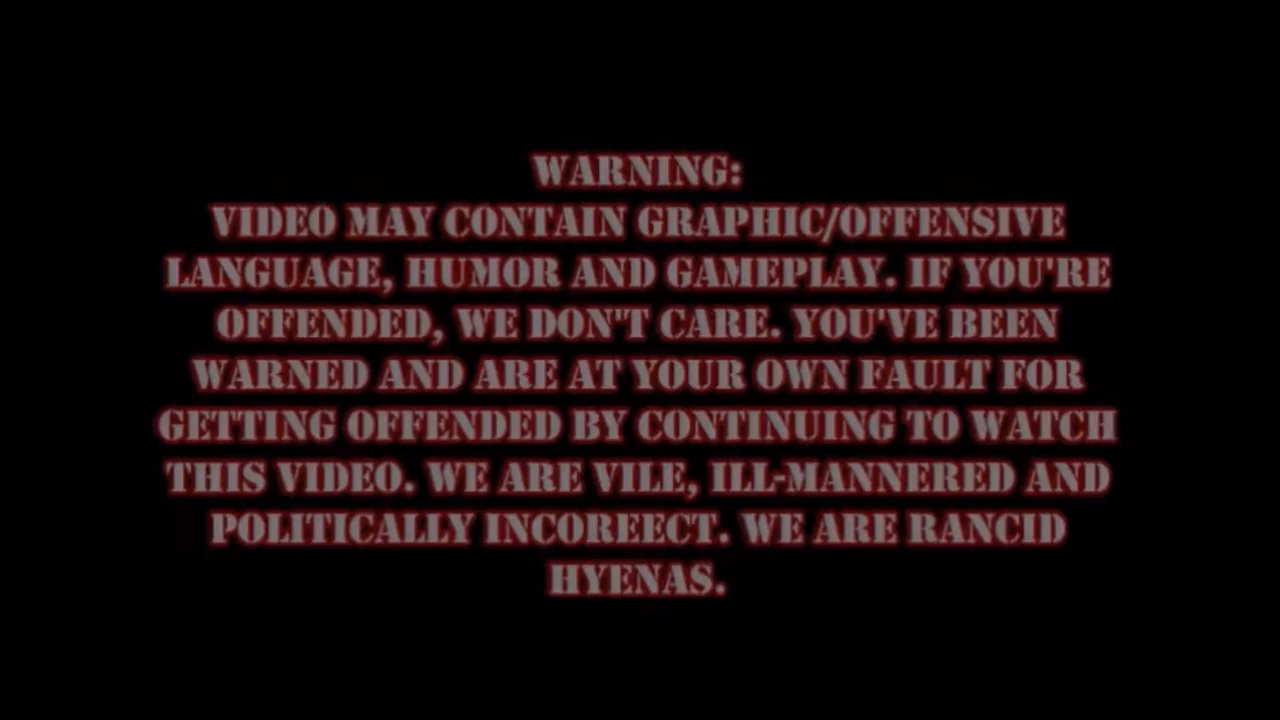 WARNING:
VIDEO MAY CONTAIN GRAPHIC/OFFENSIVE
LANGUAGE, HUMOR AND GAMEPLAY. IF YOU'RE
OFFENDED, WE DON'T CARE. YOU'VE BEEN
WARNED AND ARE AT YOUR OWN FAULT FOR
GETTING OFFENDED BY CONTINUING TO WATCH
THIS VIDEO. WE ARE VILE, ILL-MANNERED AND
POLITICALLY INCOREECT. WE ARE RANCID
HYENAS.